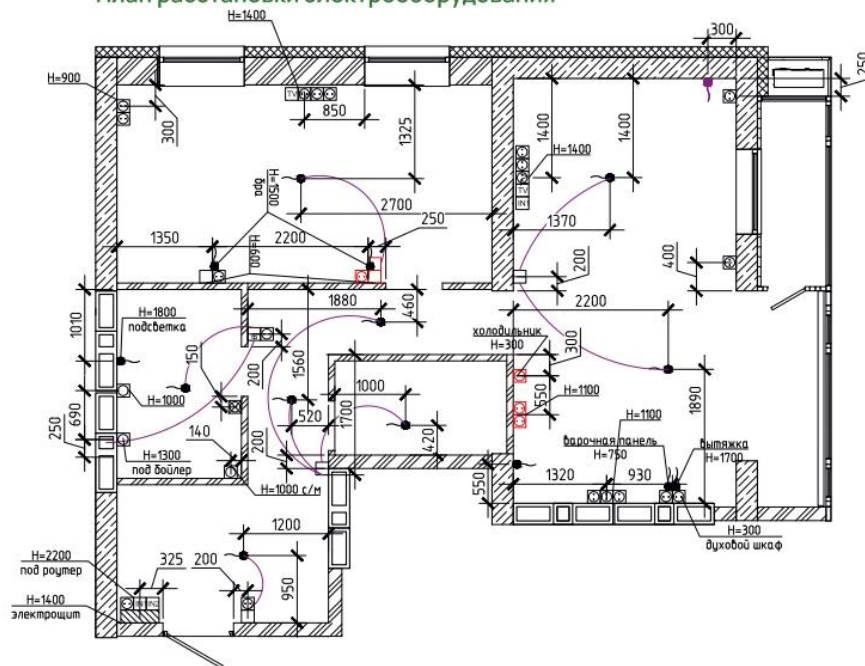 План расстановки электрооборудования
H=1400
300
250
H=900
TV
300
850
1325
1400
1400
H=1400
TV
IN
H=1500
бра
2700
250
1370
1350
2200
H=600
200
400
1010
H=1800
подсветка
1880
460
2200
холодильник
H=300
300
150
200
1560
1000
550
H=1100
1890
690
H=1000
520
1700
420
H=1100
250
140
200
варочная панель
H=750
вытяжка
H=1700
H=1300
под бойлер
H=1000 с/м
550
1320
930
1200
H=300
духовой шкаф
H=2200
под роутер
325
200
950
H=1400
электрощит